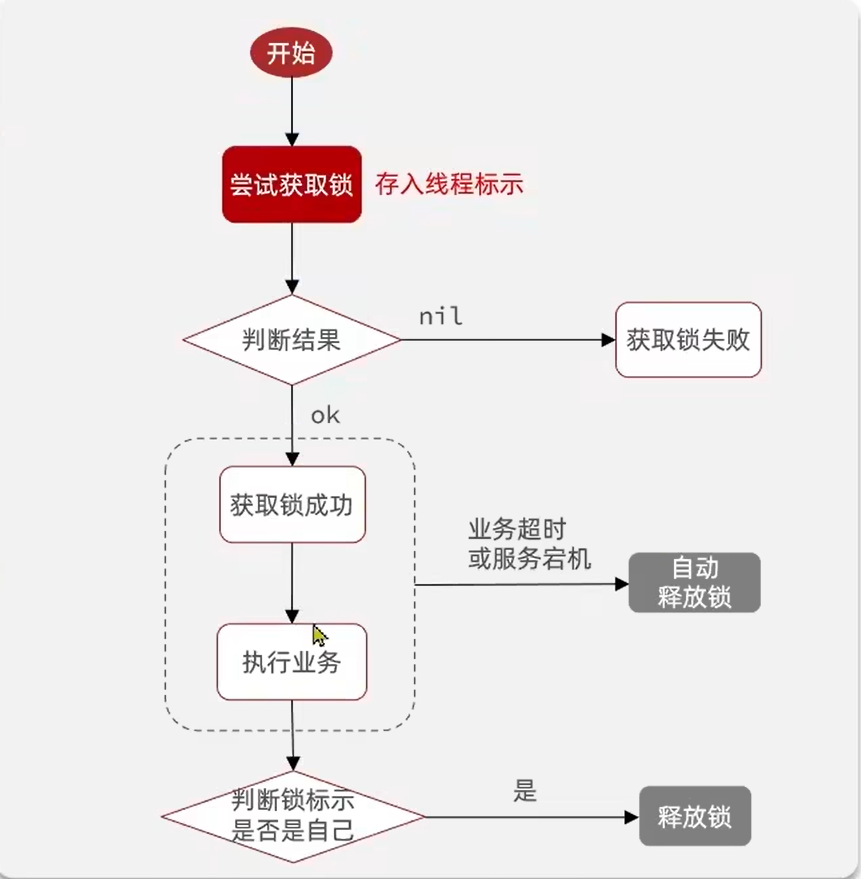 开始
尝试获取锁
存入线程标示
nil
判断结果
获取锁失败
ok
获取锁成功
业务超时
或服务宕机
自动
释放锁
执行业务
判断锁标示
是否是自己
是
释放锁